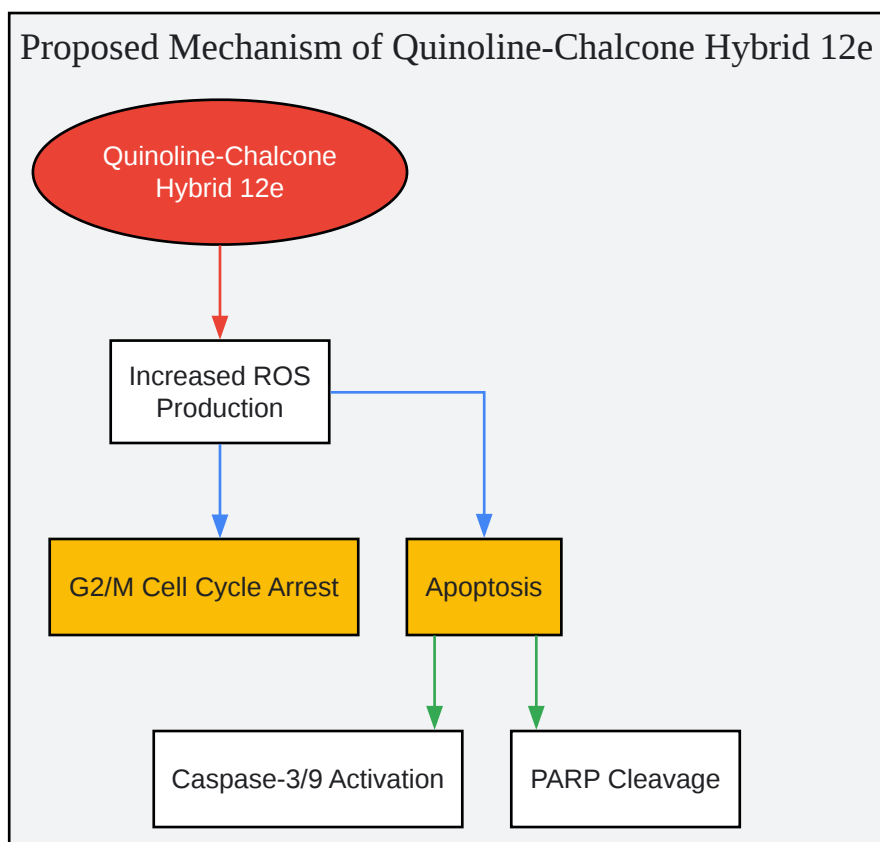 Proposed Mechanism of Quinoline-Chalcone Hybrid 12e
Quinoline-Chalcone
Hybrid 12e
Increased ROS
Production
G2/M Cell Cycle Arrest
Apoptosis
Caspase-3/9 Activation
PARP Cleavage